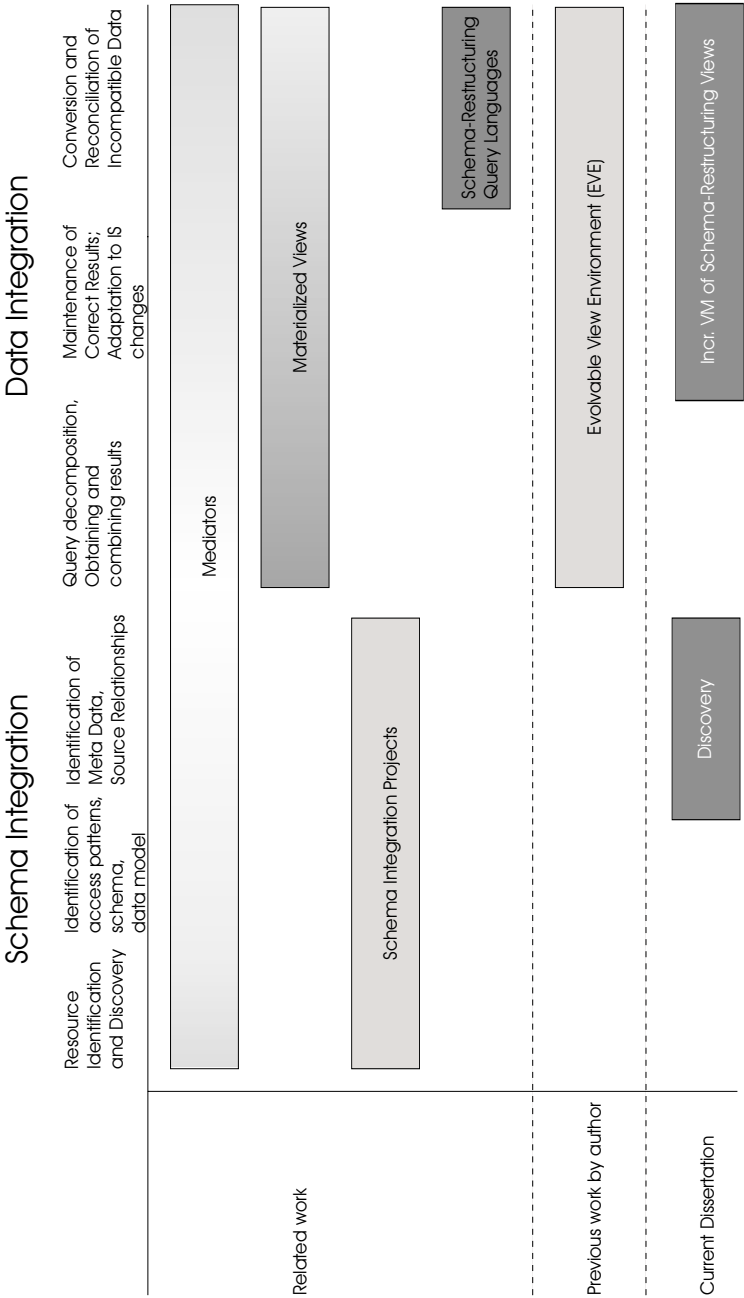 Schema Integration
Data Integration
Resource
Identification
and Discovery
Identification of
access patterns,
schema,
data model
Identification of
Meta Data,
Source Relationships
Query decomposition,
Obtaining and
combining results
Maintenance of
Correct Results;
Adaptation to IS
changes
Conversion and
Reconciliation of
Incompatible Data
Related work
Mediators
Materialized Views
Schema Integration Projects
Schema-Restructuring
Query Languages
Previous work by author
Evolvable View Environment (EVE)
Current Dissertation
Discovery
Incr. VM of Schema-Restructuring Views